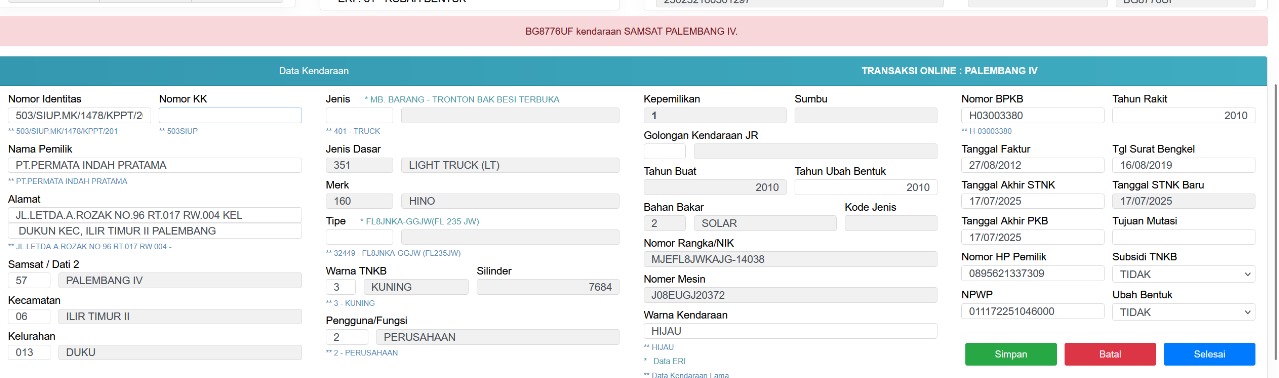 BG8776UF kendaraan SAMSAT PALEMBANG IV.
Data Kendaraan
TRANSAKSI ONLINE : PALEMBANG IV
Nomor Identitas
503/SIUP.MK/1478/KPPT/2
** 503/SIUP.MK/1478/KPPT/201
Nomor KK
** 503SIUP
Nama Pemilik
PT.PERMATA INDAH PRATAMA
** PT.PERMATA INDAH PRATAMA
Alamat
JL.LETDA.A.ROZAK NO.96 RT.017 RW.004 KEL
DUKUN KEC, ILIR TIMUR II PALEMBANG
** JL.LETDA.A.ROZAK NO.96 RT.017 RW.004 -
Samsat / Dati 2
57 PALEMBANG IV
Kecamatan
06 ILIR TIMUR II
Kelurahan
013 DUKU
Jenis * MB. BARANG - TRONTON BAK BESI TERBUKA
** 401 - TRUCK
Jenis Dasar
351 LIGHT TRUCK (LT)
Merk
160 HINO
Tipe * FL8JNKA-GGJW(FL 235 JW)
** 32449 - FL8JNKA-GGJW (FL235JW)
Warna TNKB
3 KUNING
** 3 - KUNING
Silinder
7684
Pengguna/Fungsi
2 PERUSAHAAN
** 2 - PERUSAHAAN
Kepemilikan
1
Sumbu
Golongan Kendaraan JR
Tahun Buat
2010
Tahun Ubah Bentuk
2010
Bahan Bakar
2 SOLAR
Kode Jenis
Nomor Rangka/NIK
MJEFL8JWKAJG-14038
Nomer Mesin
J08EUGJ20372
Warna Kendaraan
HIJAU
** HIJAU
* Data ERI
** Data Kendaraan Lama
Nomor BPKB
H03003380
** H-03003380
Tahun Rakit
2010
Tanggal Faktur
27/08/2012
Tgl Surat Bengkel
16/08/2019
Tanggal Akhir STNK
17/07/2025
Tanggal STNK Baru
17/07/2025
Tanggal Akhir PKB
17/07/2025
Tujuan Mutasi
Nomor HP Pemilik
0895621337309
Subsidi TNKB
TIDAK
NPWP
011172251046000
Ubah Bentuk
TIDAK
Simpan
Batal
Selesai